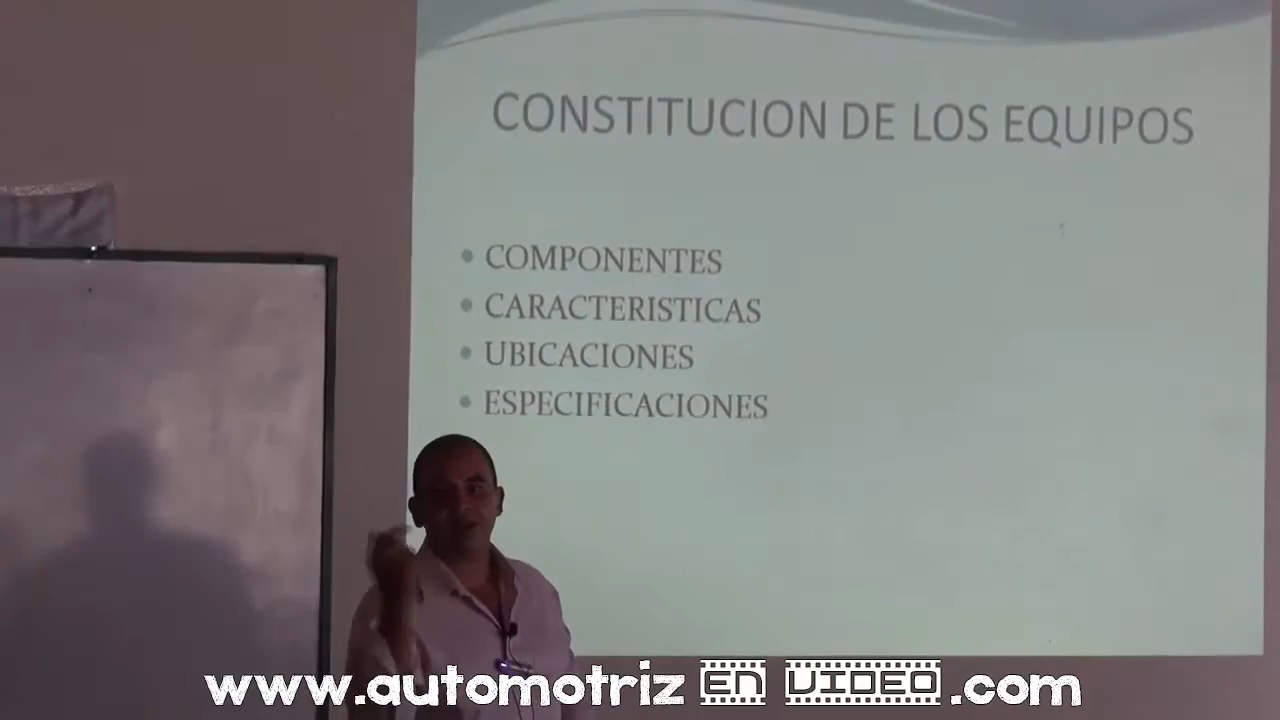 CONSTITUCION DE LOS EQUIPOS
• COMPONENTES
• CARACTERISTICAS
• UBICACIONES
• ESPECIFICACIONES
www.automotriz EN VIDEO.com